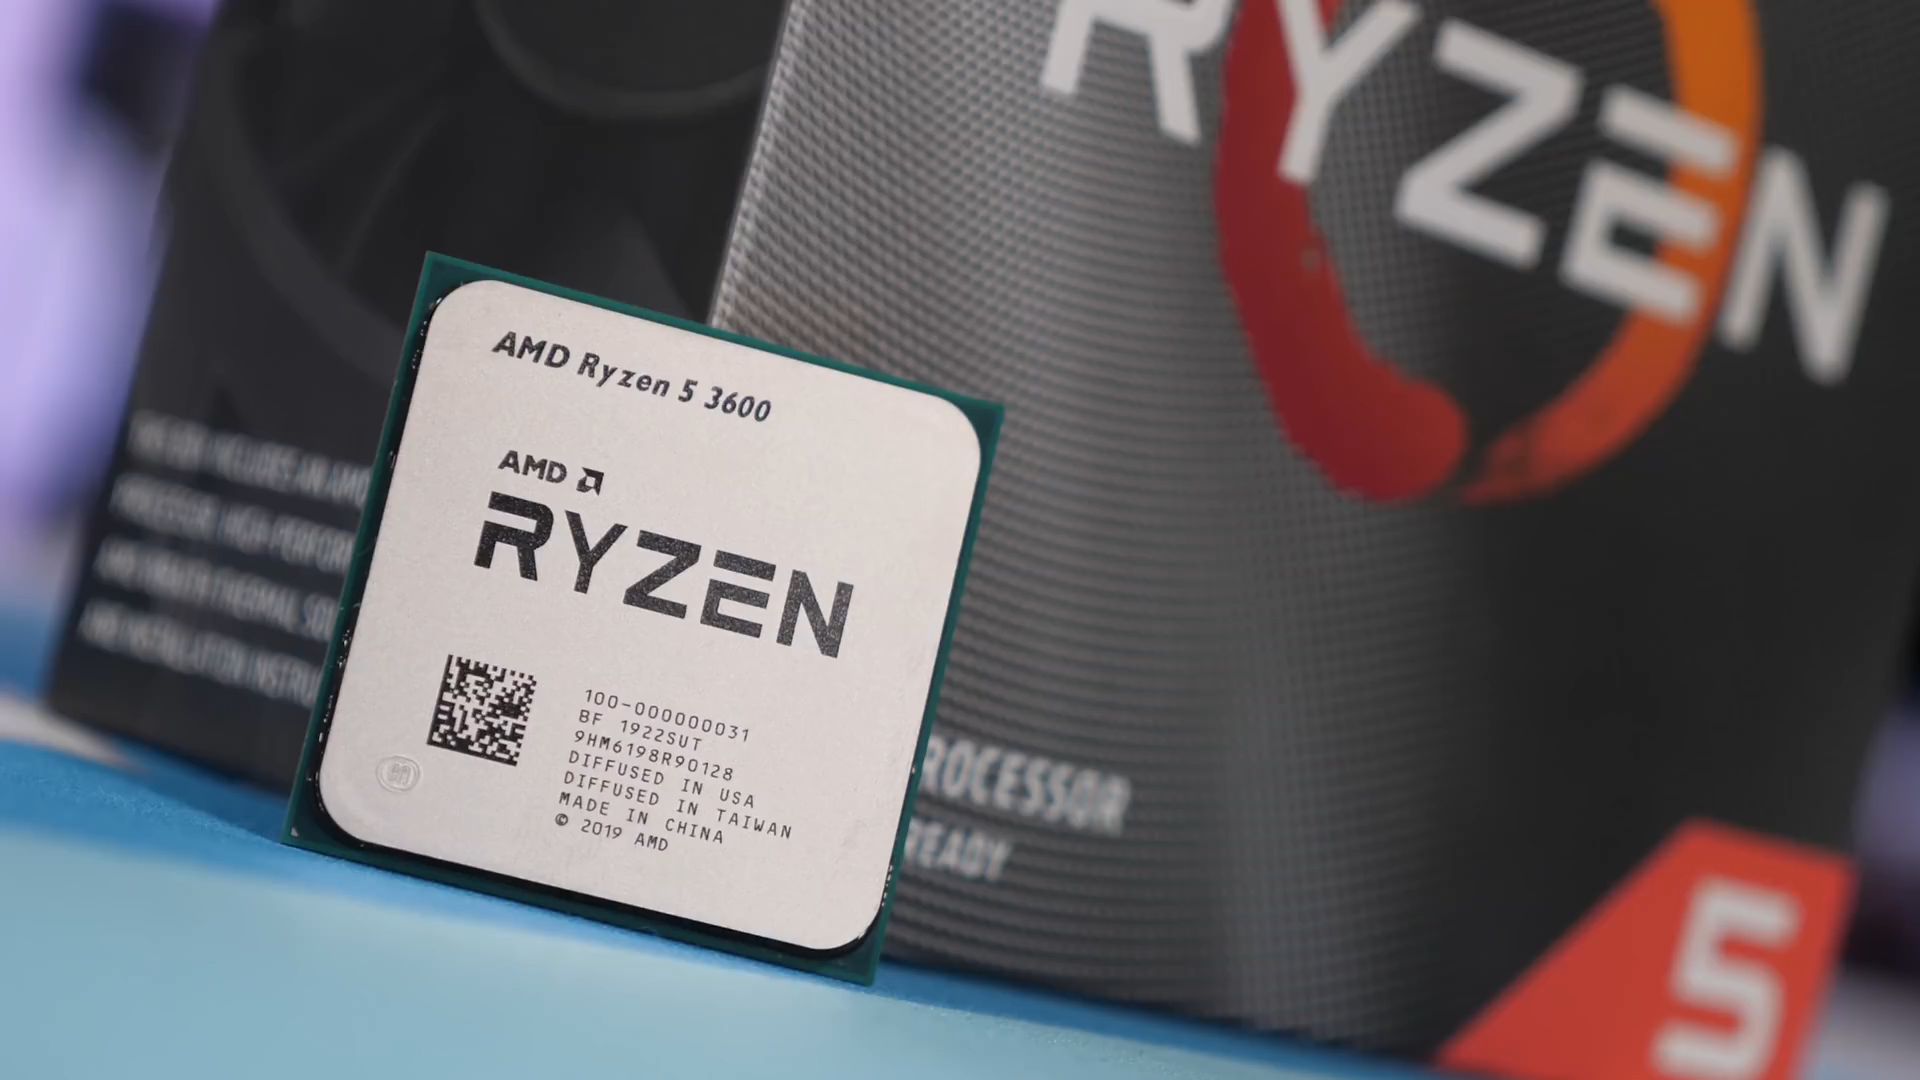 RYZEN
AMD Ryzen 5 3600
AMD
RYZEN
100-000000031
BF 1922SUT
9HM6198R90128
DIFFUSED IN USA
DIFFUSED IN TAIWAN
MADE IN CHINA
© 2019 AMD
ROCESSOR
READY
5